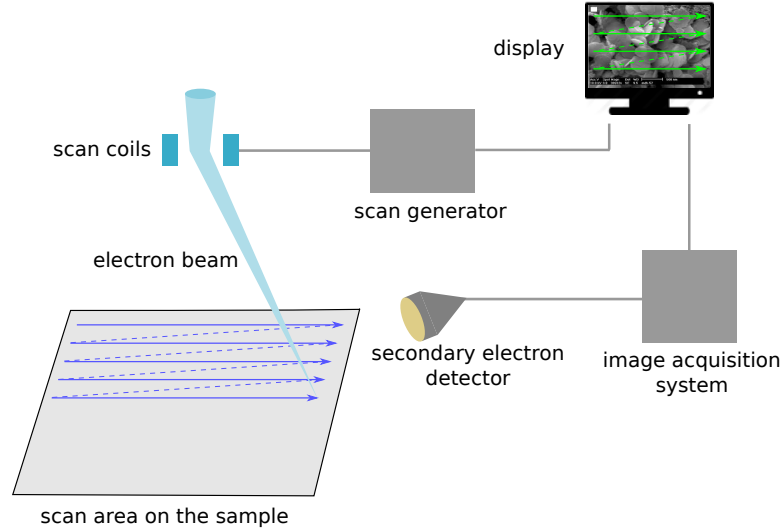 display
scan coils
scan generator
electron beam
secondary electron
detector
image acquisition
system
scan area on the sample